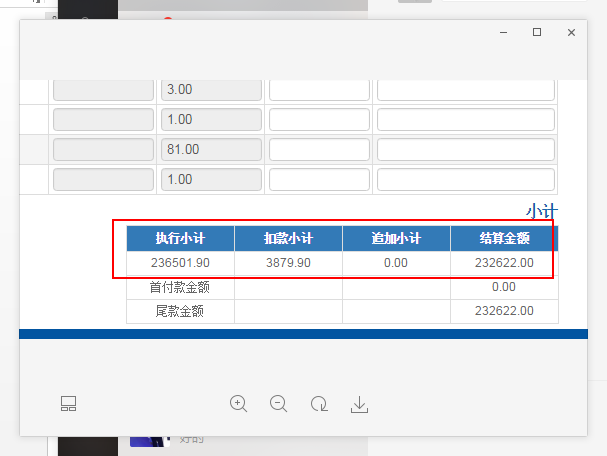 3.00
1.00
81.00
1.00
小计
执行小计 扣款小计 追加小计 结算金额
236501.90 3879.90 0.00 232622.00
首付款金额 0.00
尾款金额 232622.00
好的